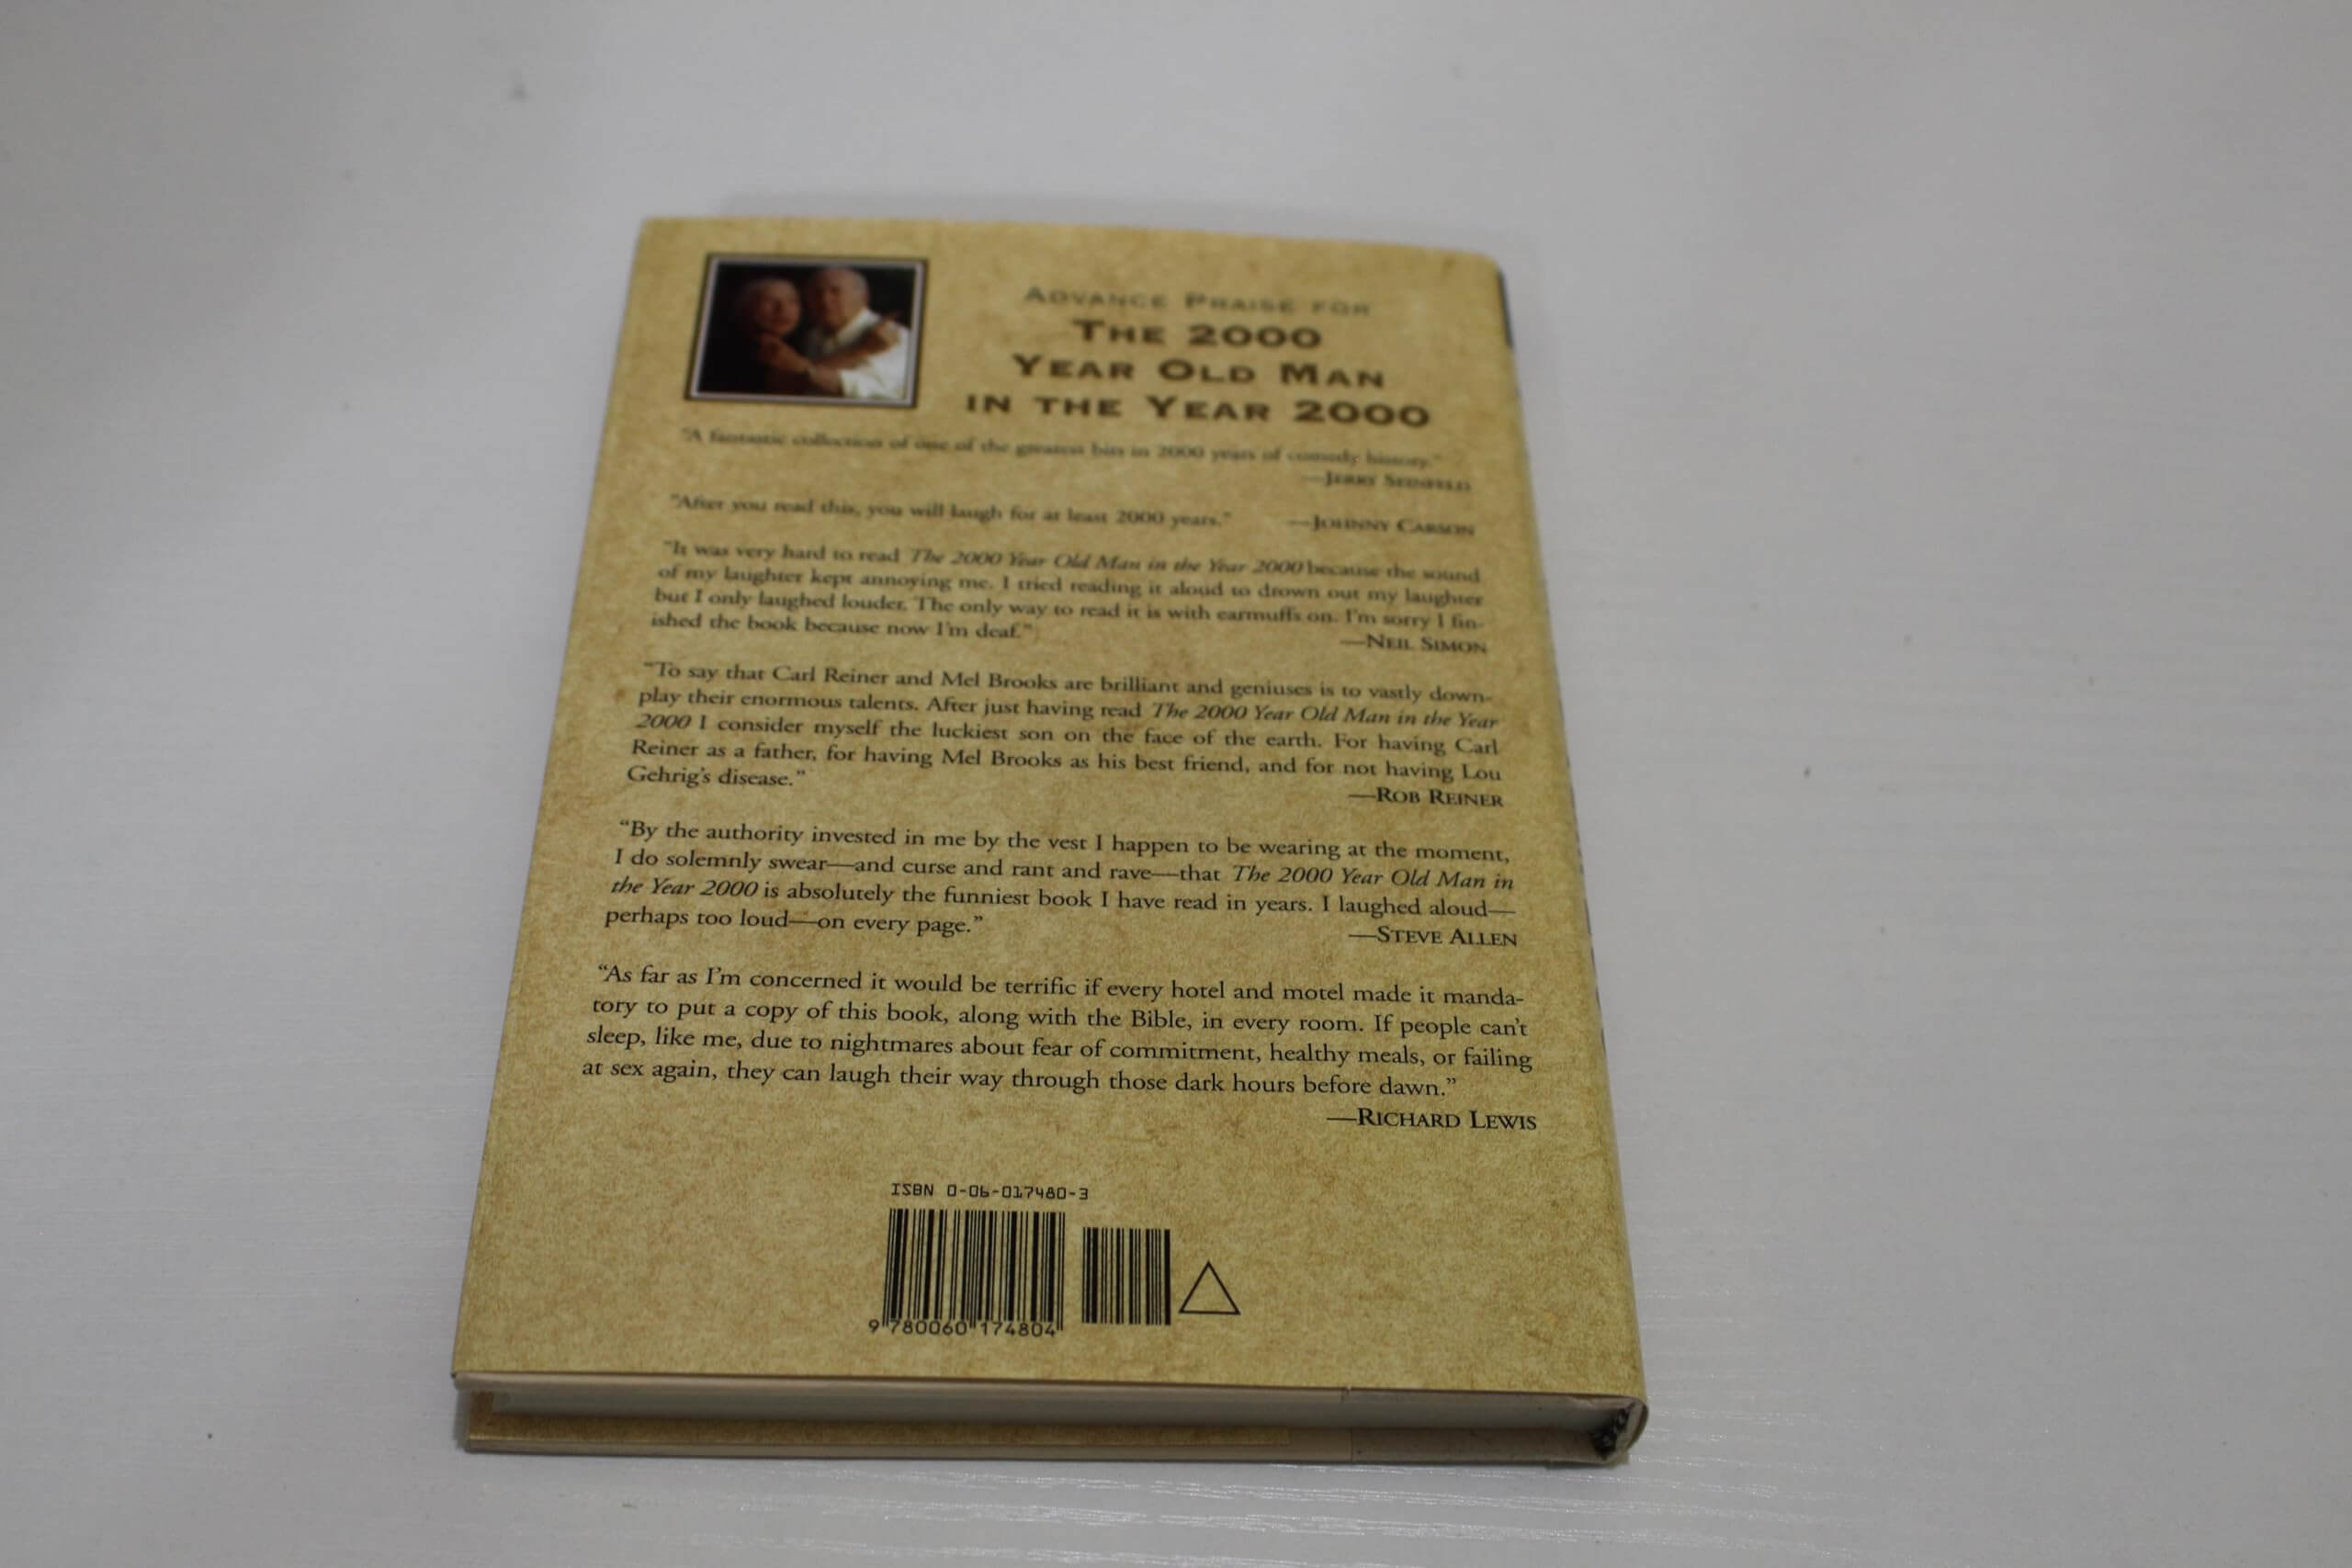 ADVANCE PRAISE FOR
THE 2000
YEAR OLD MAN
IN THE YEAR 2000
"A fantastic collection of one of the greatest bits in 2000 years of comedy history."
—JERRY SEINFELD
"After you read this, you will laugh for at least 2000 years." —JOHNNY CARSON
"It was very hard to read The 2000 Year Old Man in the Year 2000 because the sound
of my laughter kept annoying me. I tried reading it aloud to drown out my laughter
but I only laughed louder. The only way to read it is with earmuffs on. I'm sorry I fin-
ished the book because now I'm deaf."
—NEIL SIMON
"To say that Carl Reiner and Mel Brooks are brilliant and geniuses is to vastly down-
play their enormous talents. After just having read The 2000 Year Old Man in the Year
2000 I consider myself the luckiest son on the face of the earth. For having Carl
Reiner as a father, for having Mel Brooks as his best friend, and for not having Lou
Gehrig's disease."
—ROB REINER
“By the authority invested in me by the vest I happen to be wearing at the moment,
I do solemnly swear—and curse and rant and rave—that The 2000 Year Old Man in
the Year 2000 is absolutely the funniest book I have read in years. I laughed aloud—
perhaps too loud—on every page.”
—STEVE ALLEN
“As far as I'm concerned it would be terrific if every hotel and motel made it manda-
tory to put a copy of this book, along with the Bible, in every room. If people can't
sleep, like me, due to nightmares about fear of commitment, healthy meals, or failing
at sex again, they can laugh their way through those dark hours before dawn.”
—RICHARD LEWIS
ISBN 0-06-017480-3
9 780060 174804